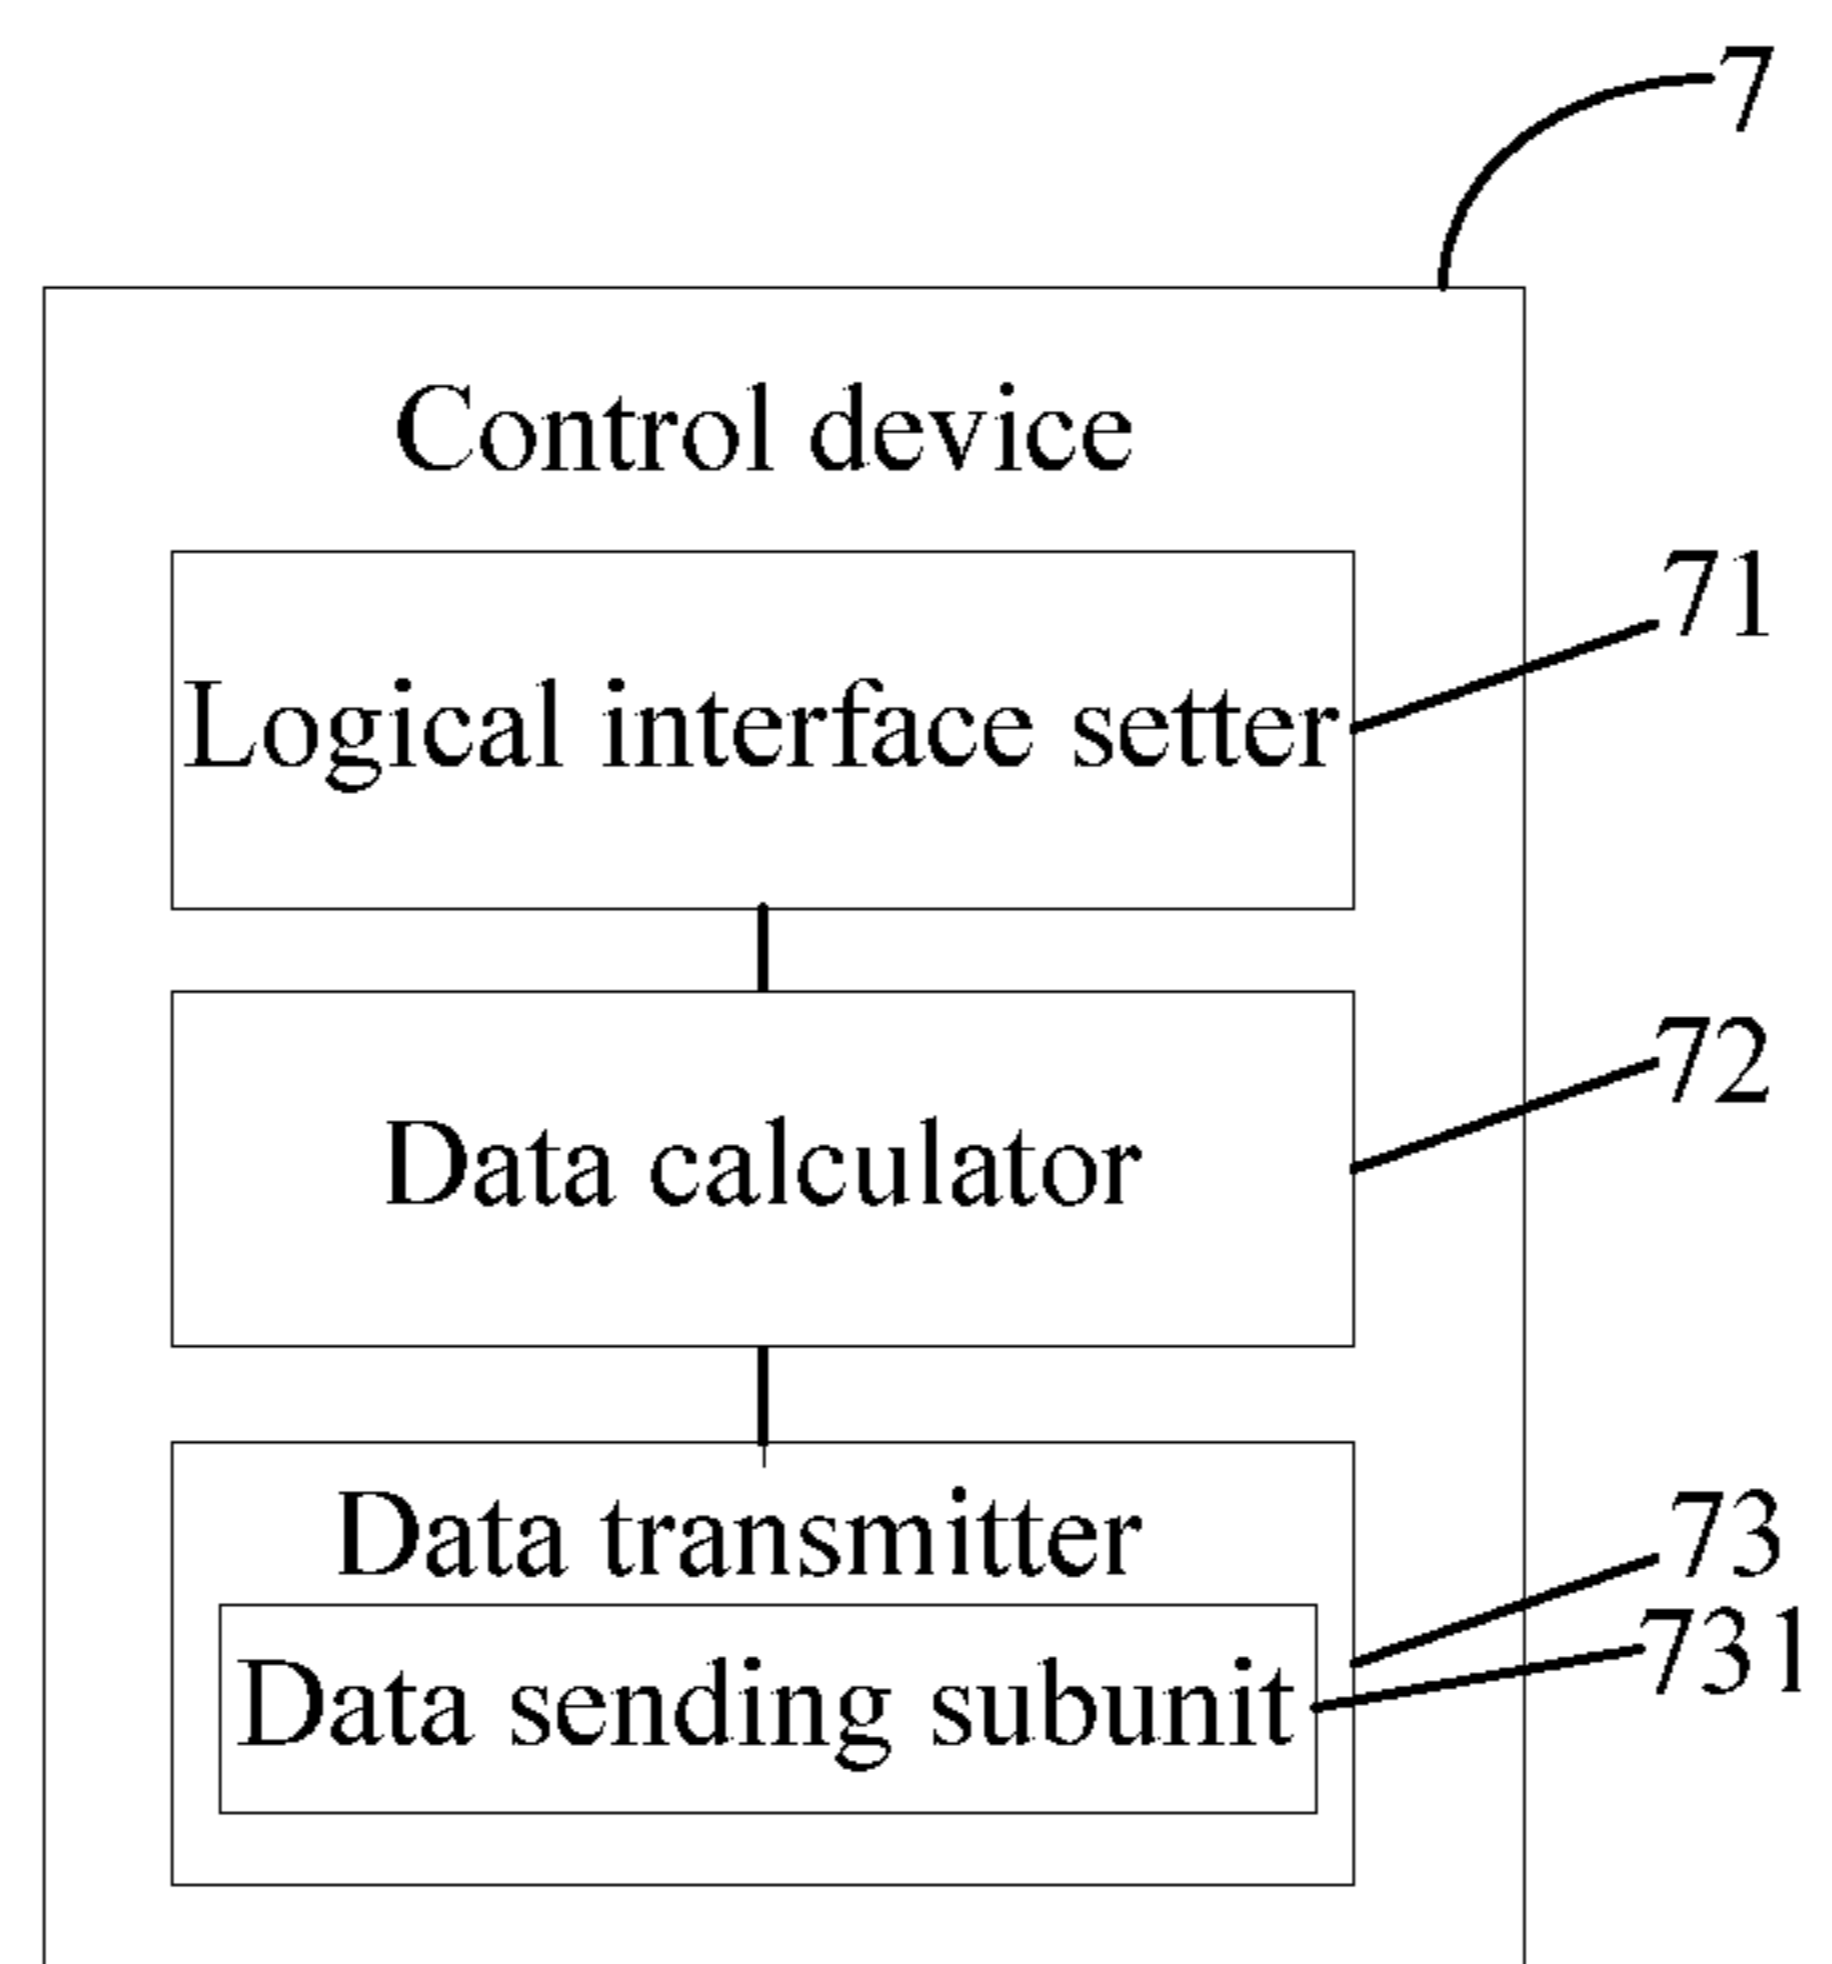 7
Control device
71
Logical interface setter
72
Data calculator
73
Data transmitter
731
Data sending subunit